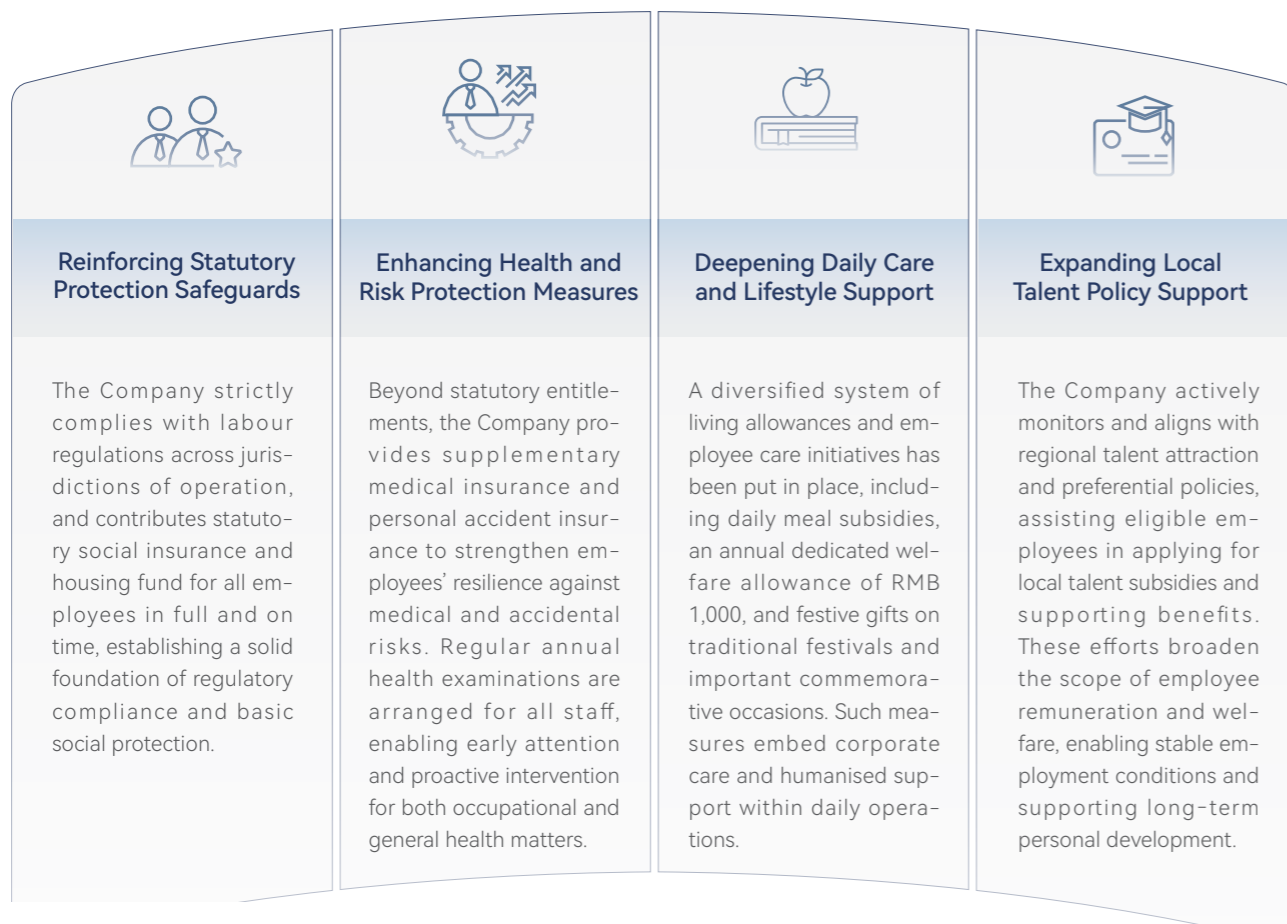 Reinforcing Statutory
Protection Safeguards
The Company strictly
complies with labour
regulations across juris-
dictions of operation,
and contributes statuto-
ry social insurance and
housing fund for all em-
ployees in full and on
time, establishing a solid
foundation of regulatory
compliance and basic
social protection.
Enhancing Health and
Risk Protection Measures
Beyond statutory entitle-
ments, the Company pro-
vides supplementary
medical insurance and
personal accident insur-
ance to strengthen em-
ployees’ resilience against
medical and accidental
risks. Regular annual
health examinations are
arranged for all staff,
enabling early attention
and proactive intervention
for both occupational and
general health matters.
Deepening Daily Care
and Lifestyle Support
A diversified system of
living allowances and em-
ployee care initiatives has
been put in place, includ-
ing daily meal subsidies,
an annual dedicated wel-
fare allowance of RMB
1,000, and festive gifts on
traditional festivals and
important commemora-
tive occasions. Such mea-
sures embed corporate
care and humanised sup-
port within daily opera-
tions.
Expanding Local
Talent Policy Support
The Company actively
monitors and aligns with
regional talent attraction
and preferential policies,
assisting eligible em-
ployees in applying for
local talent subsidies and
supporting benefits.
These efforts broaden
the scope of employee
remuneration and wel-
fare, enabling stable em-
ployment conditions and
supporting long-term
personal development.